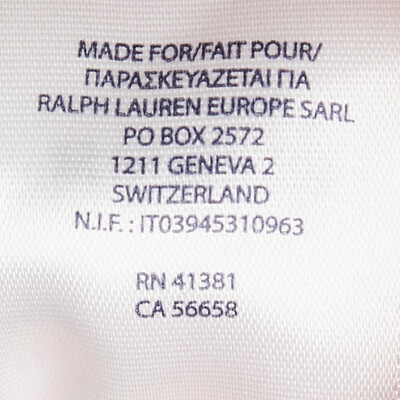 MADE FOR/FAIT POUR/
ΠΑΡΑΣΚΕΥΑΖΕΤΑΙ ΓΙΑ
RALPH LAUREN EUROPE SARL
PO BOX 2572
1211 GENEVA 2
SWITZERLAND
N.I.F. : IT03945310963
RN 41381
CA 56658